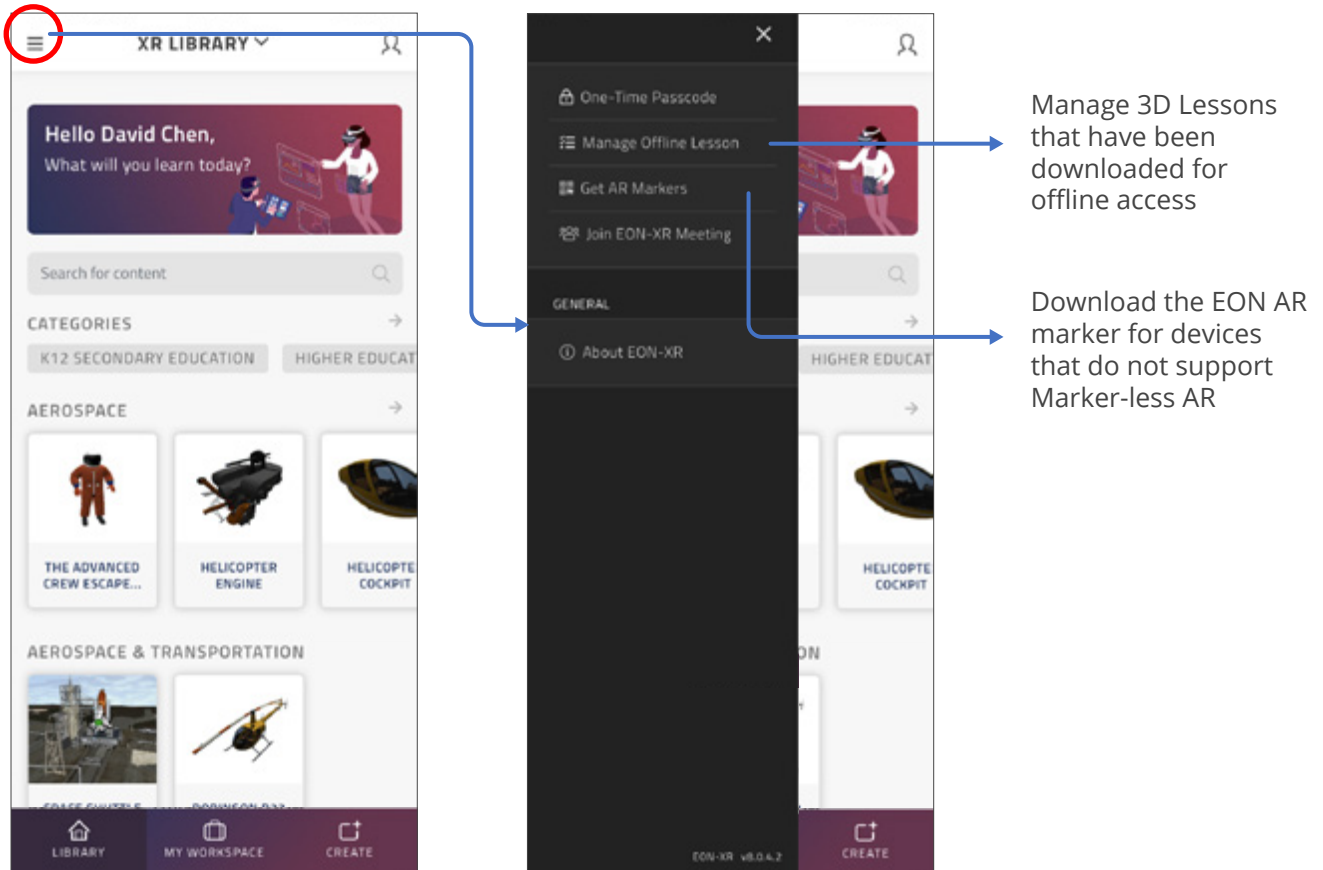 XR LIBRARY
Hello David Chen,
What will you learn today?
Search for content
CATEGORIES
K12 SECONDARY EDUCATION
HIGHER EDUCAT
AEROSPACE
THE ADVANCED
CREW ESCAPE...
HELICOPTER
ENGINE
HELICOPTE
COCKPIT
AEROSPACE & TRANSPORTATION
SPACE SHUTTLE
ROBINSON R22
LIBRARY
MY WORKSPACE
CREATE
One-Time Passcode
Manage Offline Lesson
Get AR Markers
Join EON-XR Meeting
GENERAL
About EON-XR
EON-XR v8.0.4.2
HIGHER EDUCAT
HELICOPTE
COCKPIT
ON
CREATE
Manage 3D Lessons
that have been
downloaded for
offline access
Download the EON AR
marker for devices
that do not support
Marker-less AR